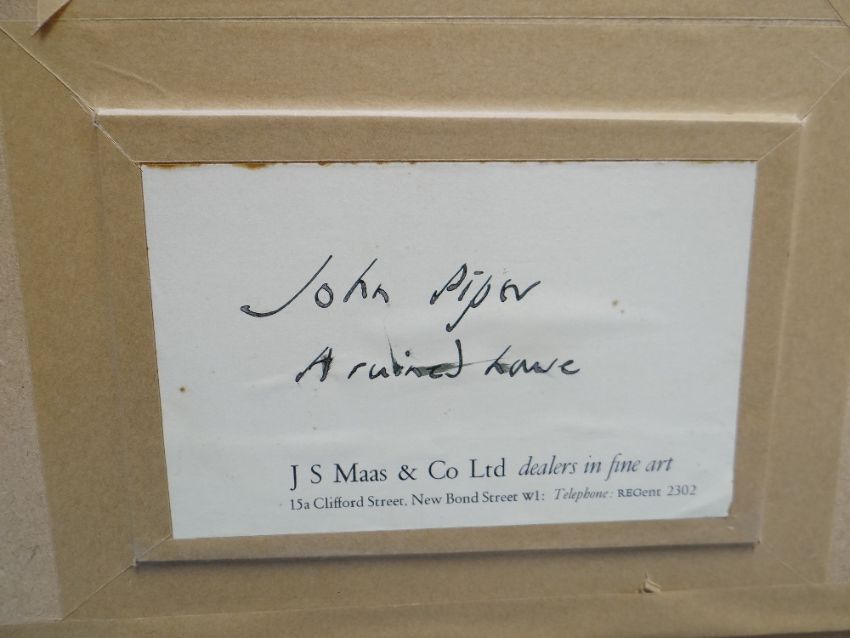 John Piper
A ruined house
J S Maas & Co Ltd dealers in fine art
15a Clifford Street, New Bond Street W1: Telephone: REGent 2302